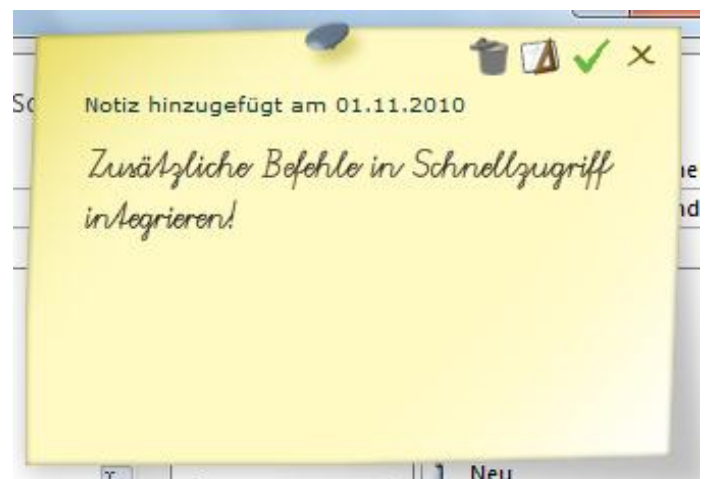 Notiz hinzugefügt am 01.11.2010
Zusätzliche Befehle in Schnellzugriff
integrieren!
Neu